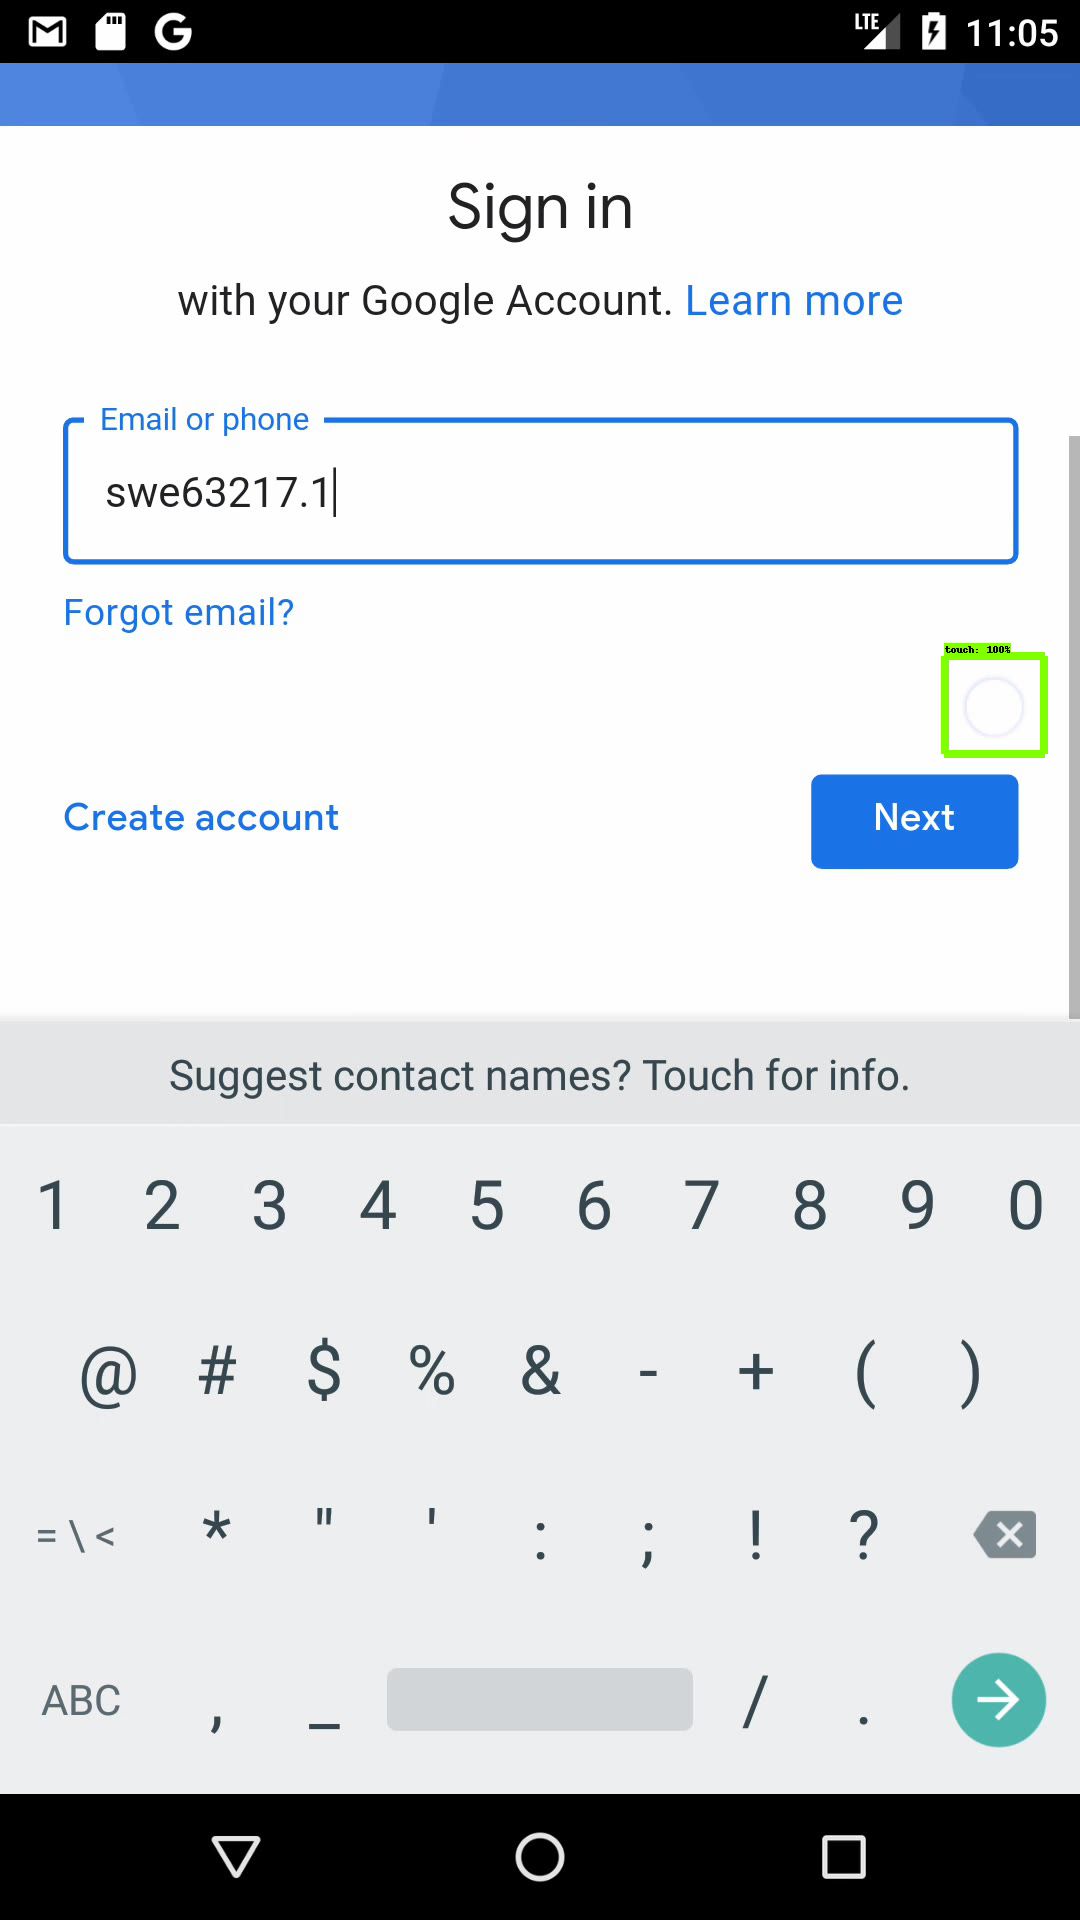 LTE 11:05
Sign in
with your Google Account. Learn more
Email or phone
swe63217.1
Forgot email?
touch: 100%
Create account Next
Suggest contact names? Touch for info.
1 2 3 4 5 6 7 8 9 0
@ # $ % & - + ( )
= \ < * " ' : ; ! ?
ABC , _ / .